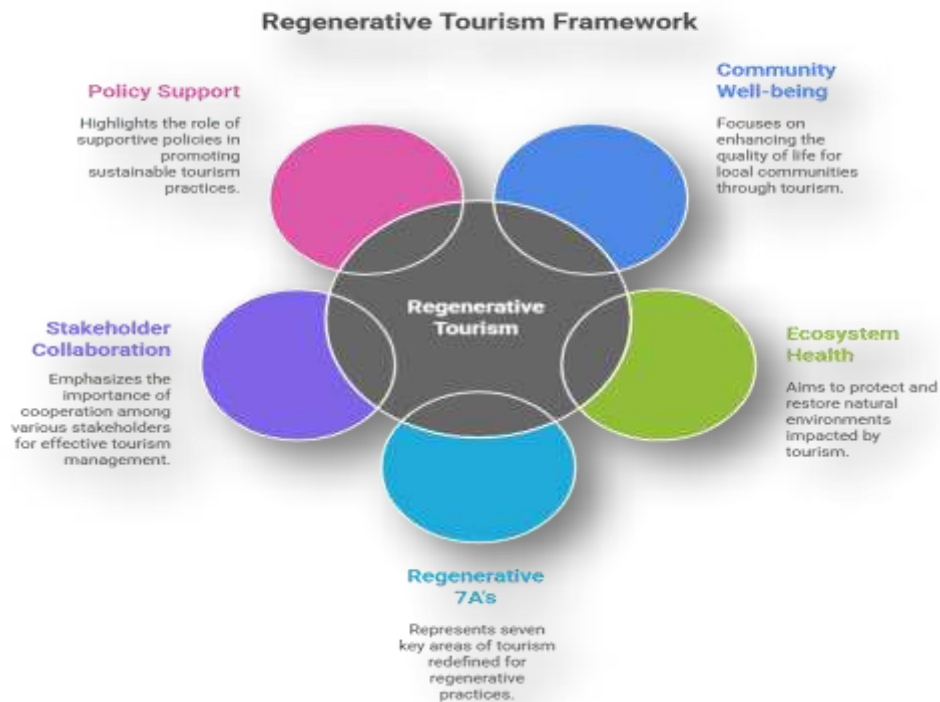 Regenerative Tourism Framework
Policy Support
Highlights the role of
supportive policies in
promoting
sustainable tourism
practices.
Community
Well-being
Focuses on
enhancing the
quality of life for
local communities
through tourism.
Regenerative
Tourism
Stakeholder
Collaboration
Emphasizes the
importance of
cooperation among
various stakeholders
for effective tourism
management.
Ecosystem
Health
Aims to protect and
restore natural
environments
impacted by
tourism.
Regenerative
7A's
Represents seven
key areas of tourism
redefined for
regenerative
practices.